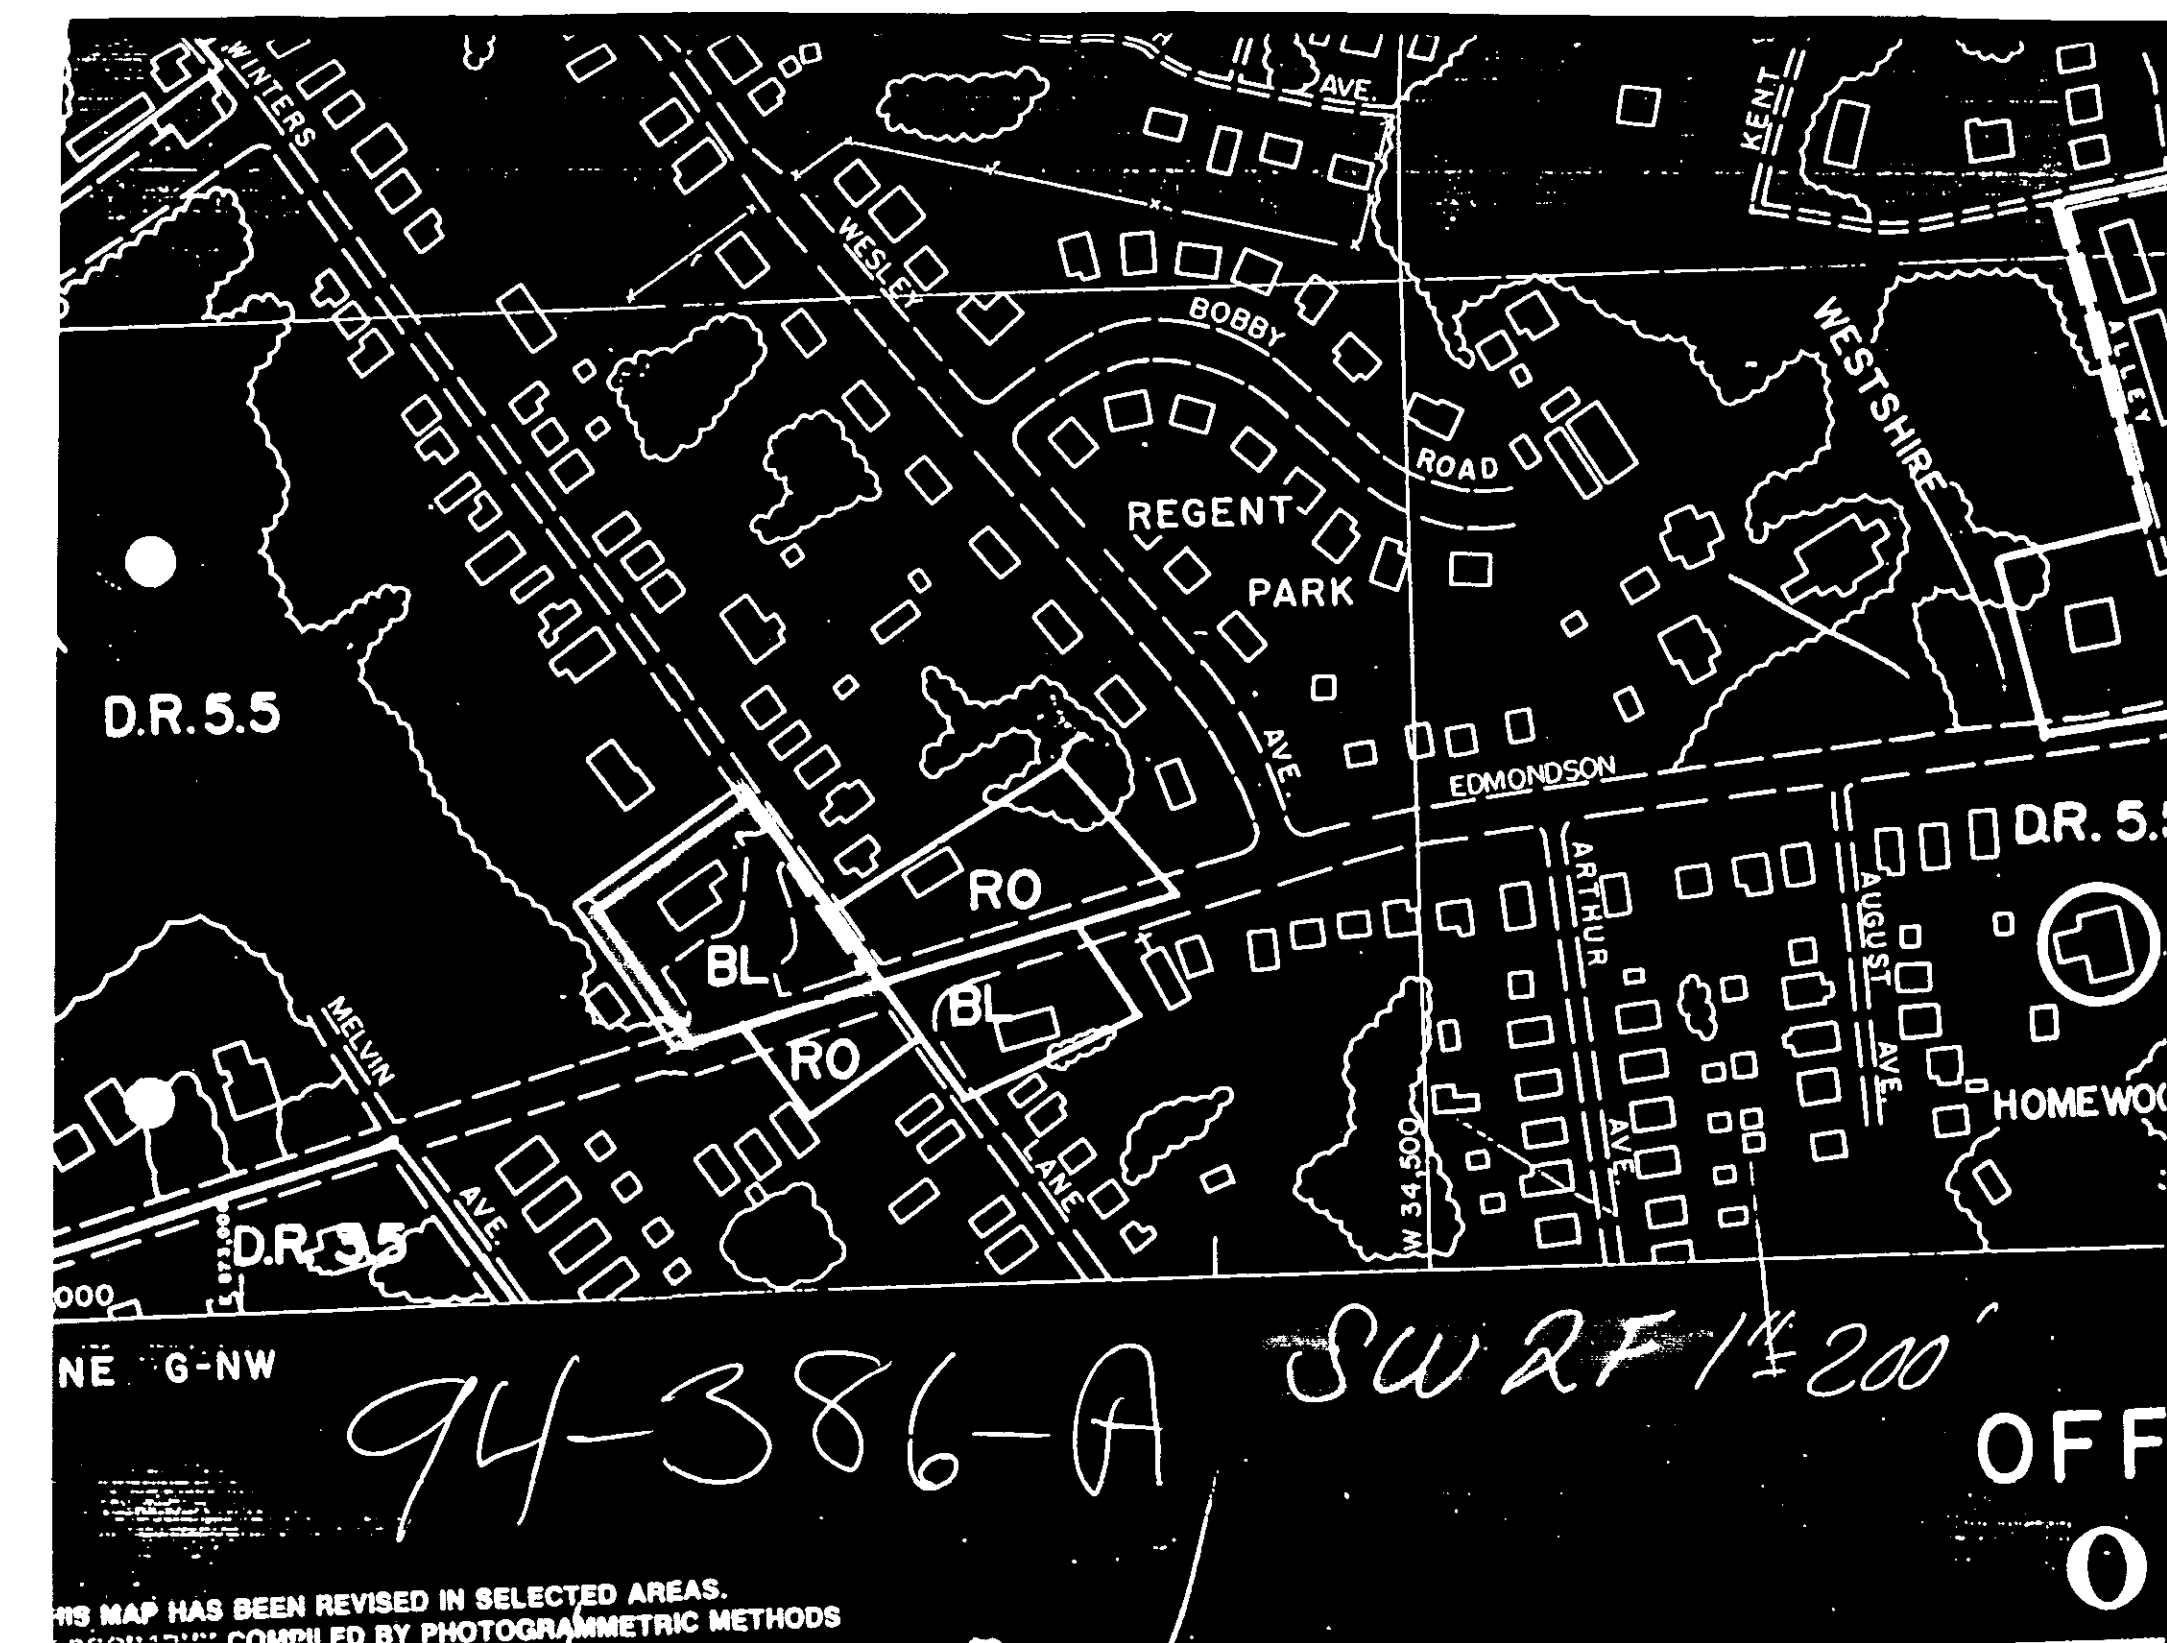 WINTERS
AVE.
KENT
WESLEY
BOBBY
WESTSHIRE
ALLEY
ROAD
REGENT
PARK
D.R. 5.5
AVE.
EDMONDSON
D.R. 5.5
ARTHUR
AUGUST
RO
BL
BL
MELVIN
RO
AVE.
HOMEWOO
W 34,500
AVE.
ANE
AVE.
D.R. 3.5
000
NE G-NW
94-386-A
SW 2F 1"= 200'
OFF
O
HIS MAP HAS BEEN REVISED IN SELECTED AREAS.
COMPILED BY PHOTOGRAMMETRIC METHODS